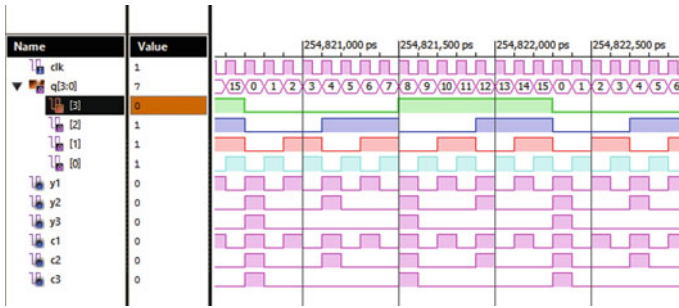 Name Value 254,821,000 ps 254,821,500 ps 254,822,000 ps 254,822,500 ps
clk 1
q[3:0] 7 15 0 1 2 3 4 5 6 7 8 9 10 11 12 13 14 15 0 1 2 3 4 5 6
[3] 0
[2] 1
[1] 1
[0] 1
y1 0
y2 0
y3 0
c1 0
c2 0
c3 0